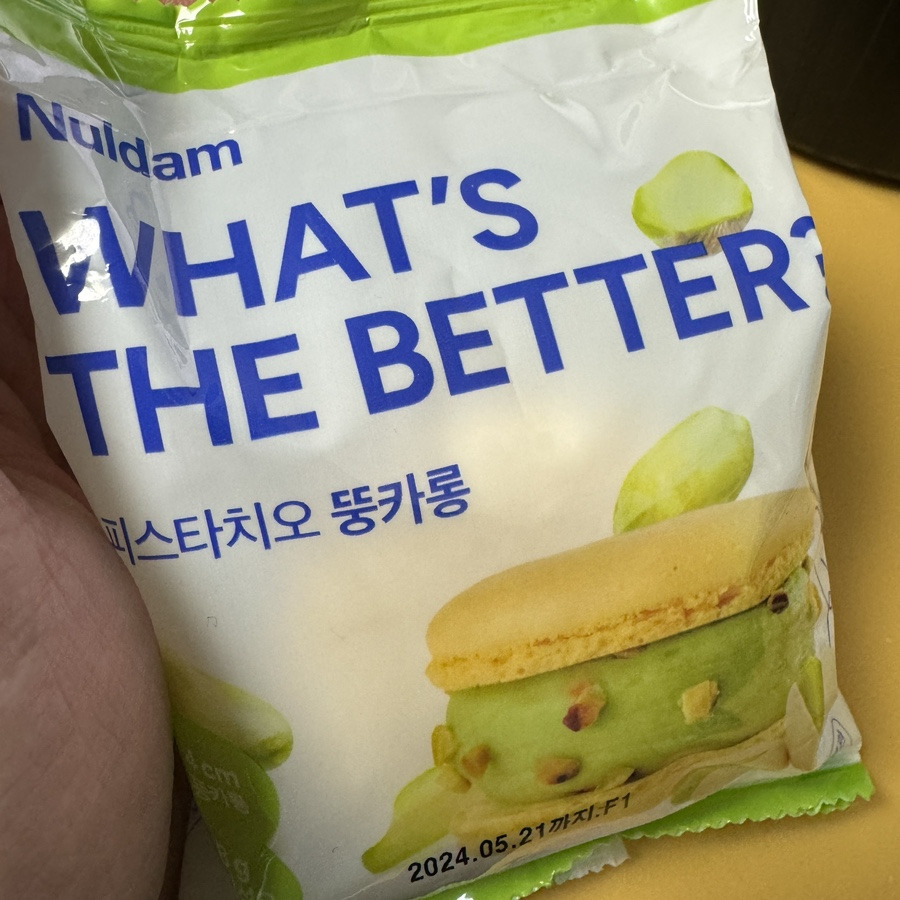 Nuldam
WHAT'S
THE BETTER?
피스타치오 뚱카롱
cm
g
2024.05.21까지.F1